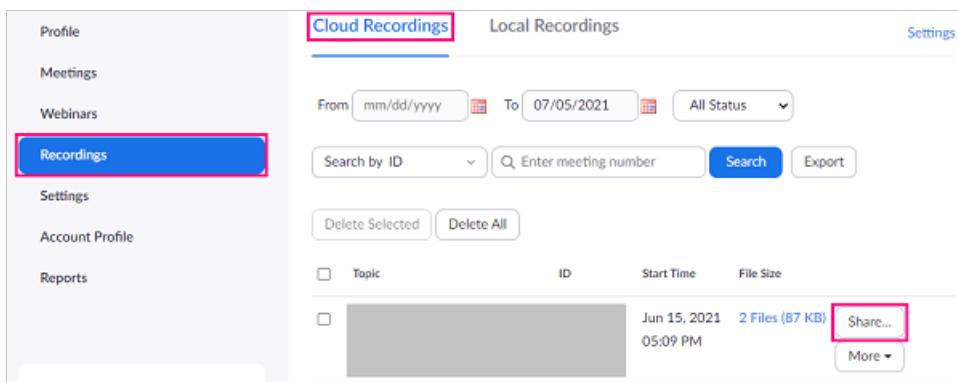 Profile
Meetings
Webinars
Recordings
Settings
Account Profile
Reports
Cloud Recordings Local Recordings Settings
From mm/dd/yyyy To 07/05/2021 All Status
Search by ID Enter meeting number Search Export
Delete Selected Delete All
Topic ID Start Time File Size
Jun 15, 2021 2 Files (87 KB) Share...
05:09 PM
More